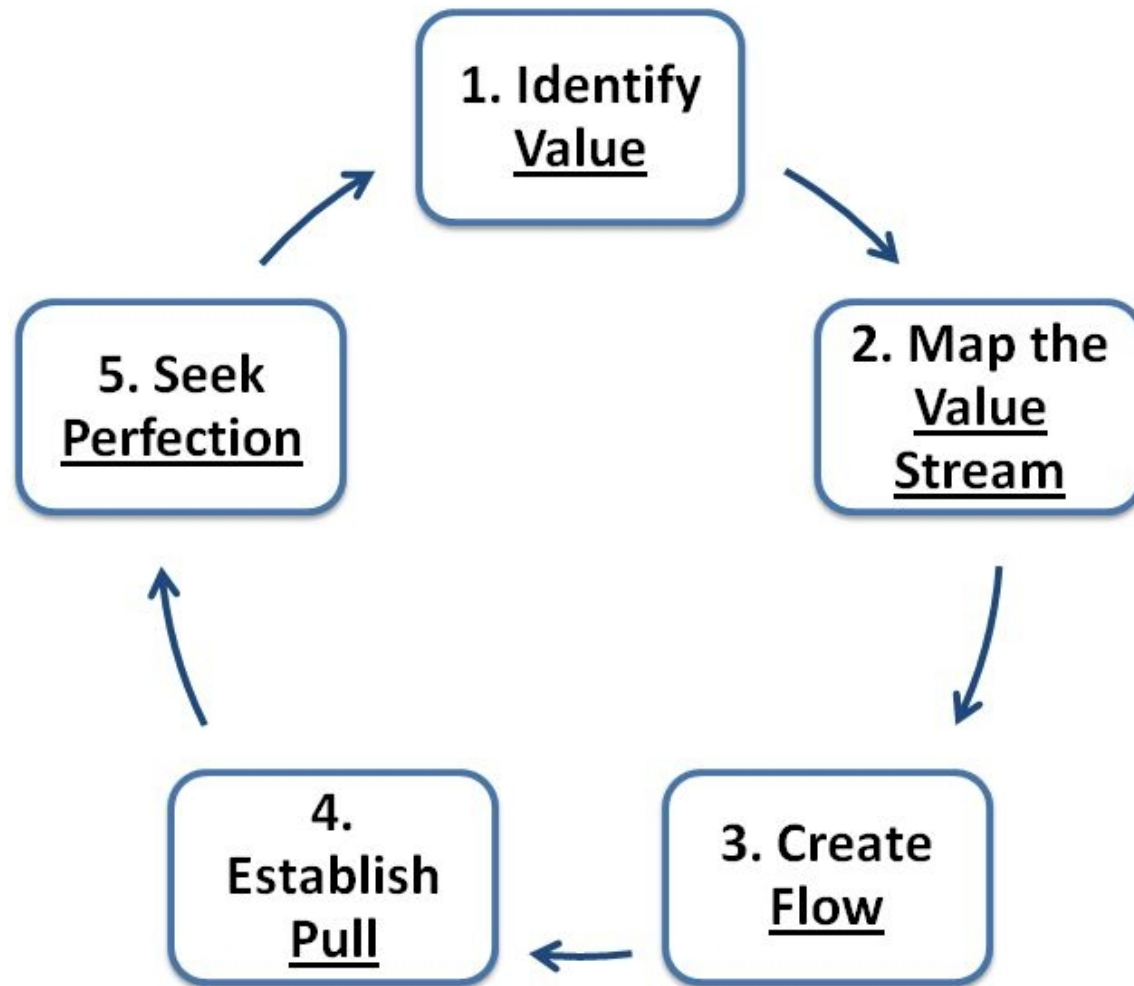 1. Identify
Value
2. Map the
Value
Stream
3. Create
Flow
4.
Establish
Pull
5. Seek
Perfection